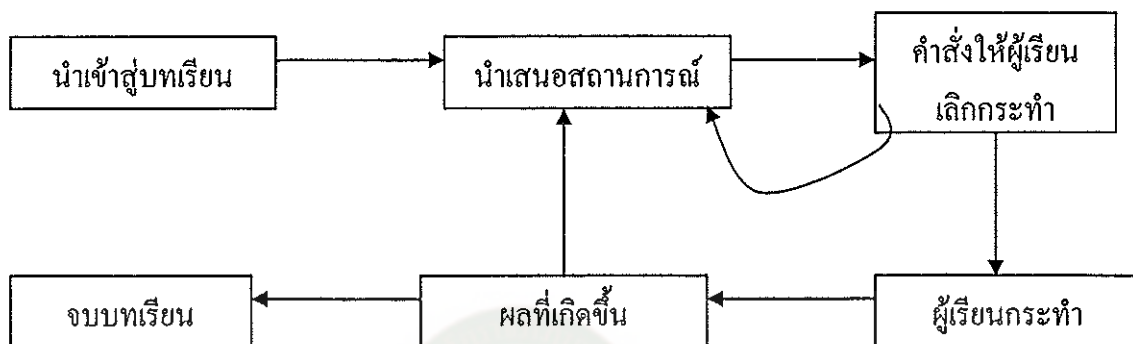 นำเข้าสู่บทเรียน
นำเสนอสถานการณ์
คำสั่งให้ผู้เรียน
เลิกกระทำ
จบบทเรียน
ผลที่เกิดขึ้น
ผู้เรียนกระทำ